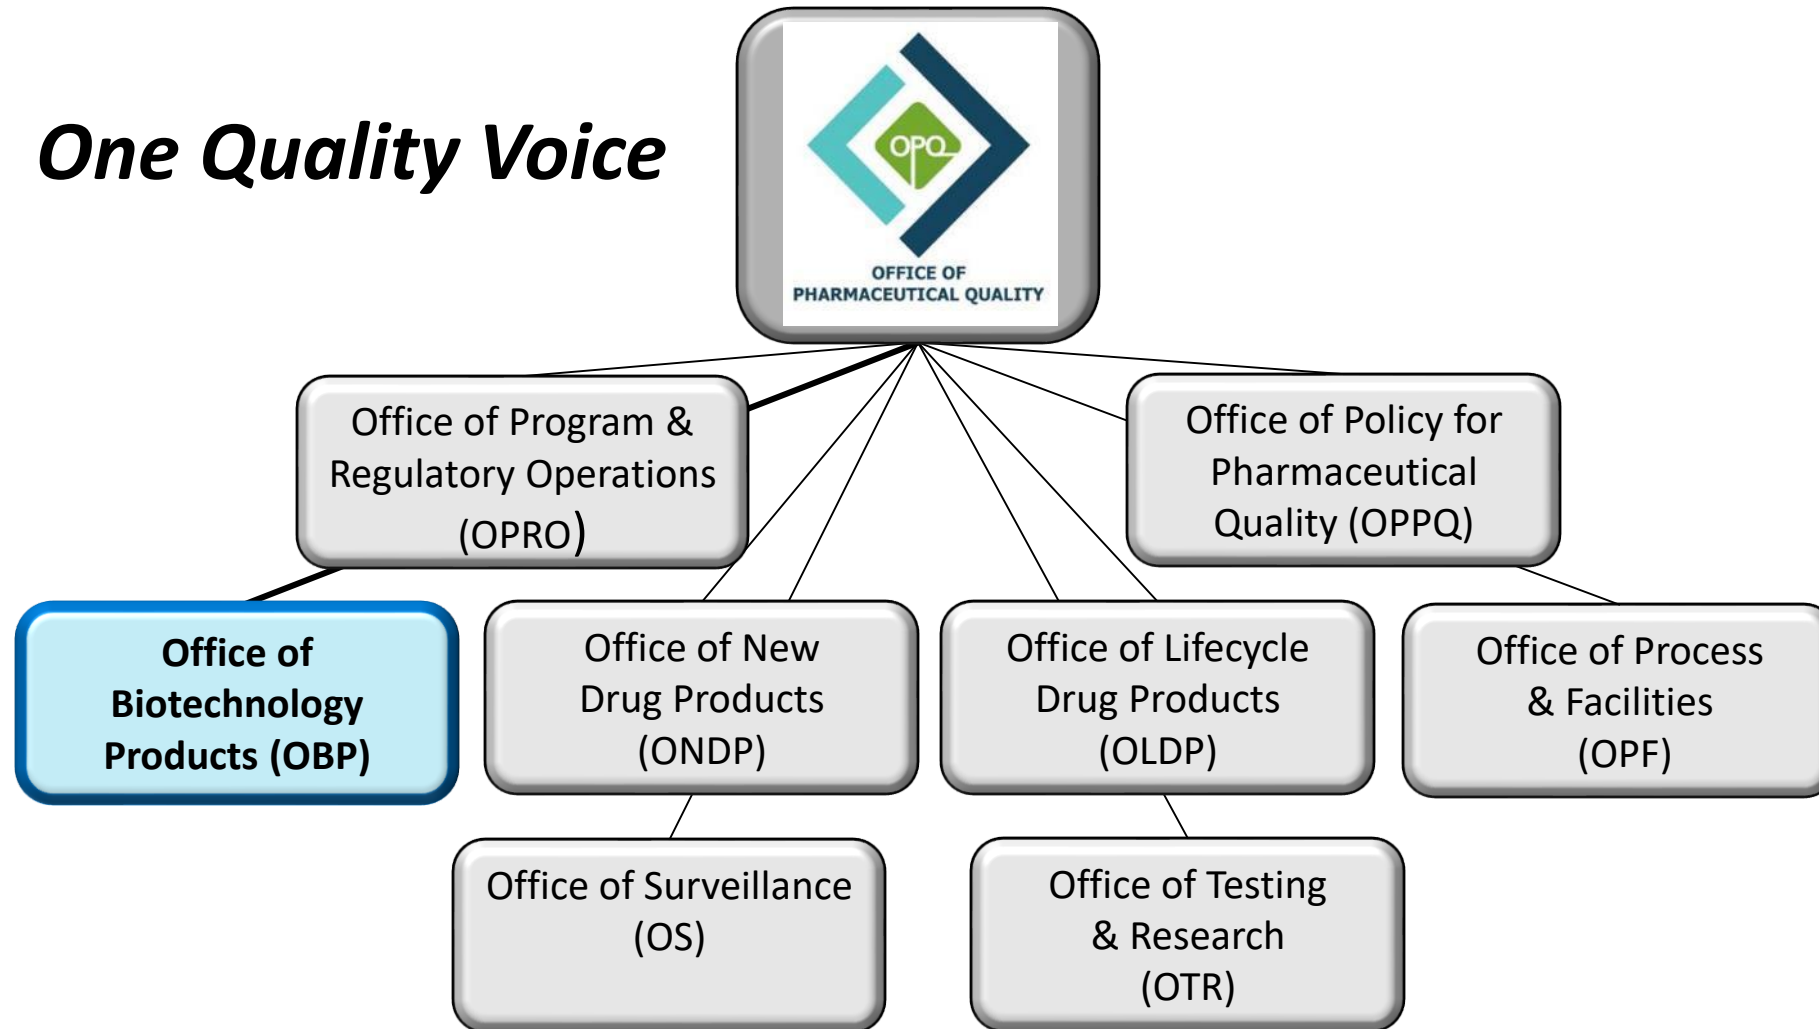 One Quality Voice
OPQ
OFFICE OF
PHARMACEUTICAL QUALITY
Office of Program &
Regulatory Operations
(OPRO)
Office of Policy for
Pharmaceutical
Quality (OPPQ)
Office of
Biotechnology
Products (OBP)
Office of New
Drug Products
(ONDP)
Office of Lifecycle
Drug Products
(OLDP)
Office of Process
& Facilities
(OPF)
Office of Surveillance
(OS)
Office of Testing
& Research
(OTR)